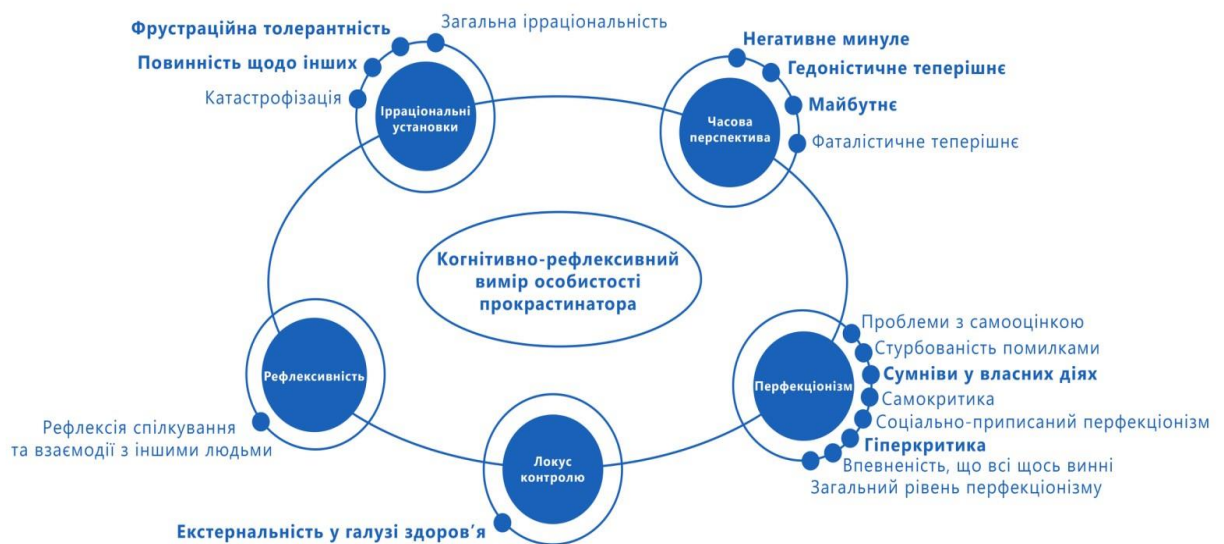 Фрустраційна толерантність
Загальна ірраціональність
Повинність щодо інших
Катастрофізація
Ірраціональні
установки
Негативне минуле
Гедоністичне теперішнє
Майбутнє
Фаталістичне теперішнє
Часова
перспектива
Когнітивно-рефлексивний
вимір особистості
прокрастинатора
Проблеми з самооцінкою
Стурбованість помилками
Сумніви у власних діях
Самокритика
Соціально-приписаний перфекціонізм
Гіперкритика
Впевненість, що всі щось винні
Загальний рівень перфекціонізму
Перфекціонізм
Рефлексивність
Рефлексія спілкування
та взаємодії з іншими людьми
Локус
контролю
Екстернальність у галузі здоров’я